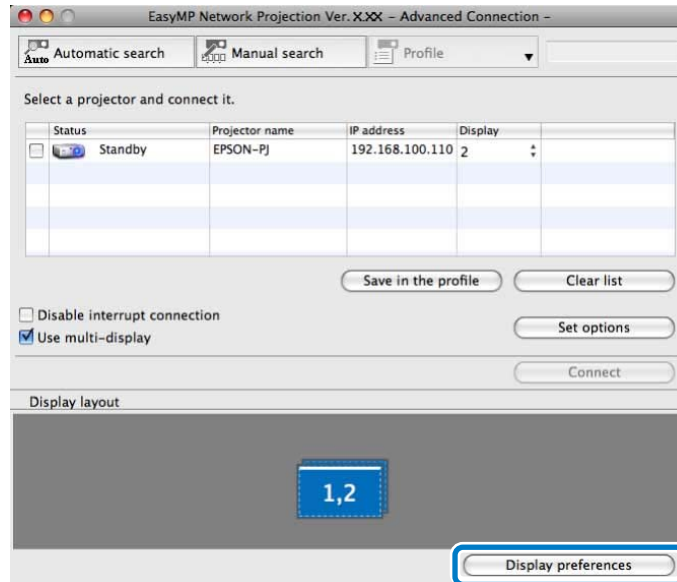 EasyMP Network Projection Ver. X.XX – Advanced Connection –
Auto Automatic search Manual search Profile
Select a projector and connect it.
Status Projector name IP address Display
Standby EPSON-PJ 192.168.100.110 2
Save in the profile Clear list
Disable interrupt connection
Use multi-display Set options
Connect
Display layout
1,2
Display preferences